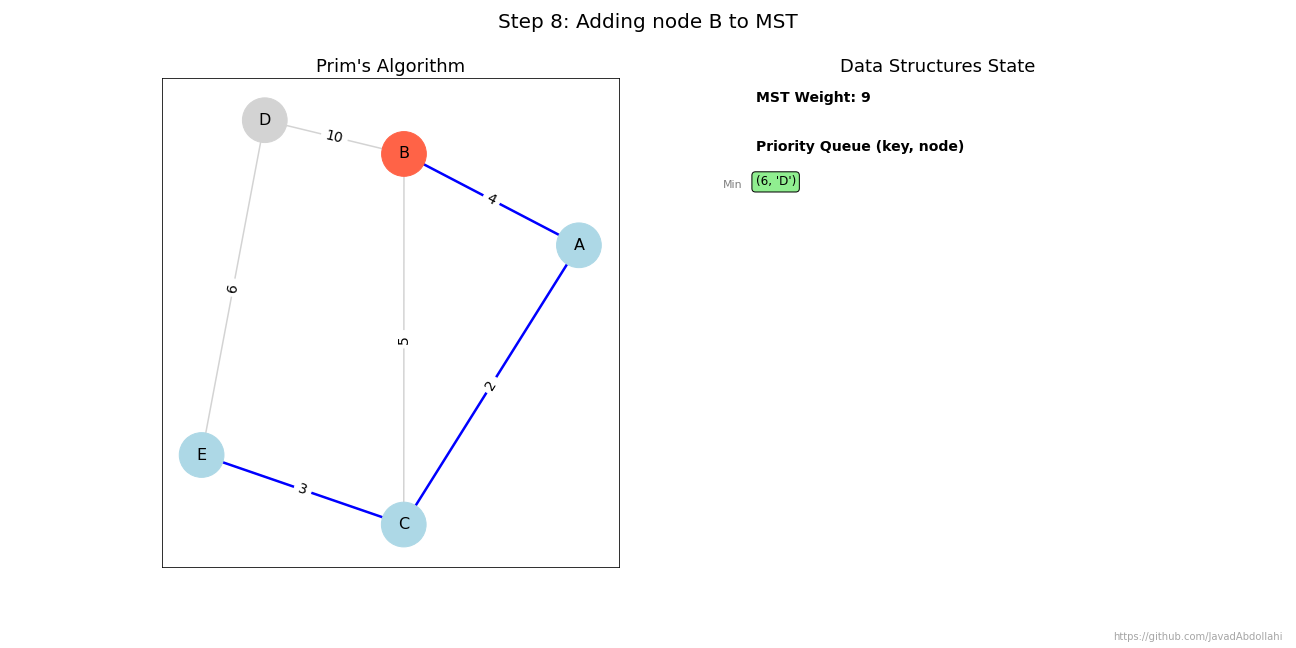 Step 8: Adding node B to MST
Prim's Algorithm
D
10
B
4
A
6
5
2
E
3
C
Data Structures State
MST Weight: 9
Priority Queue (key, node)
Min
(6, 'D')
https://github.com/JavadAbdollahi